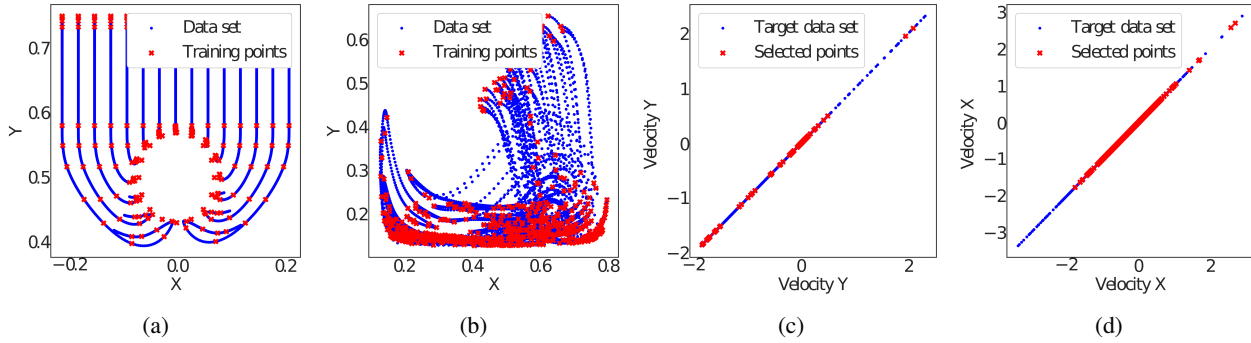 Data set
Training points
Y
0.7
0.6
0.5
0.4
−0.2
0.0
0.2
X
(a)
Data set
Training points
Y
0.6
0.5
0.4
0.3
0.2
0.2
0.4
0.6
0.8
X
(b)
Target data set
Selected points
Velocity Y
2
1
0
−1
−2
−2
0
2
Velocity Y
(c)
Target data set
Selected points
Velocity X
3
2
1
0
−1
−2
−3
−2
0
2
Velocity X
(d)